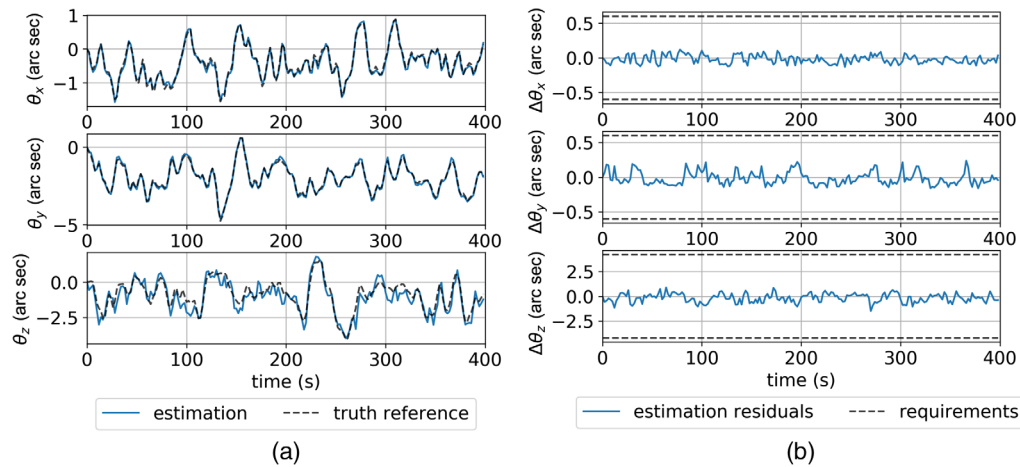 1
0
−1
θx (arc sec)
0 100 200 300 400
0
−5
θy (arc sec)
0 100 200 300 400
0.0
−2.5
θz (arc sec)
0 100 200 300 400
time (s)
estimation truth reference
(a)
0.5
0.0
−0.5
Δθx (arc sec)
0 100 200 300 400
0.5
0.0
−0.5
Δθy (arc sec)
0 100 200 300 400
2.5
0.0
−2.5
Δθz (arc sec)
0 100 200 300 400
time (s)
estimation residuals requirements
(b)